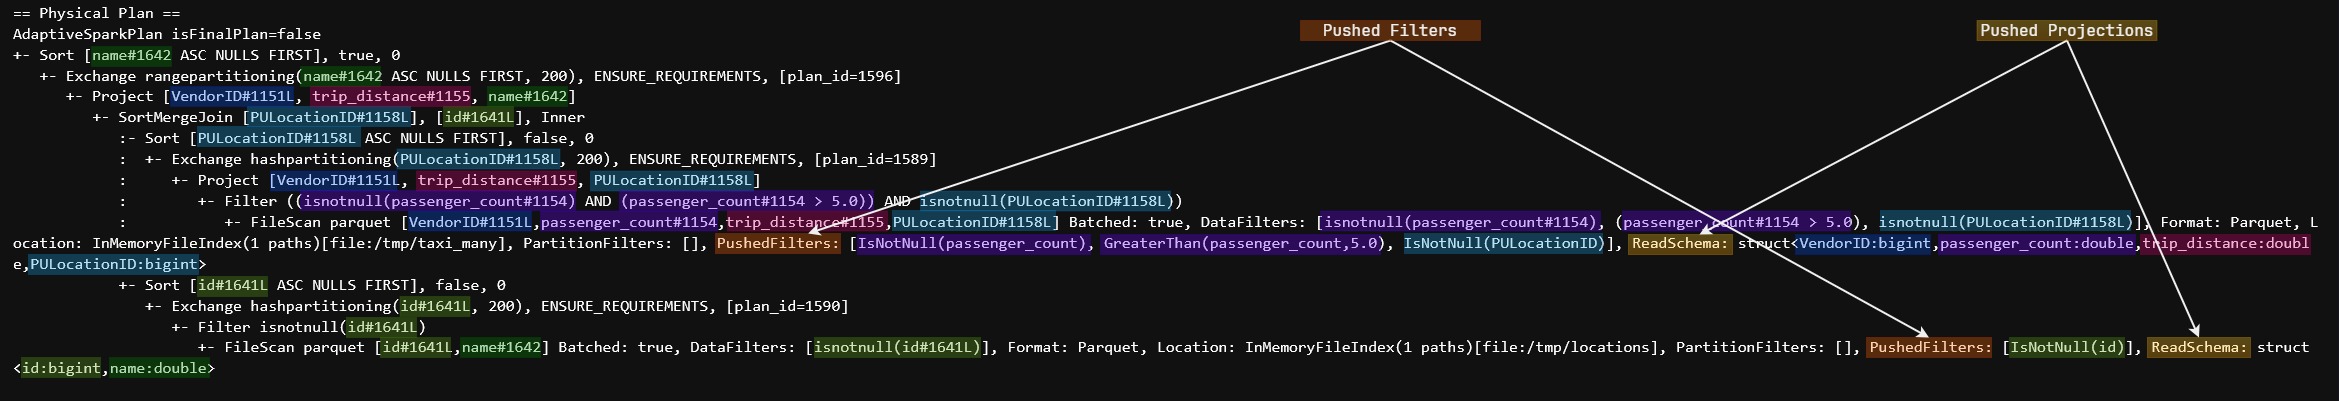 == Physical Plan ==
AdaptiveSparkPlan isFinalPlan=false
Pushed Filters
Pushed Projections
+- Sort [name#1642 ASC NULLS FIRST], true, 0
+- Exchange rangepartitioning(name#1642 ASC NULLS FIRST, 200), ENSURE_REQUIREMENTS, [plan_id=1596]
+- Project [VendorID#1151L, trip_distance#1155, name#1642]
+- SortMergeJoin [PULocationID#1158L], [id#1641L], Inner
:- Sort [PULocationID#1158L ASC NULLS FIRST], false, 0
: +- Exchange hashpartitioning(PULocationID#1158L, 200), ENSURE_REQUIREMENTS, [plan_id=1589]
: +- Project [VendorID#1151L, trip_distance#1155, PULocationID#1158L]
: +- Filter ((isnotnull(passenger_count#1154) AND (passenger_count#1154 > 5.0)) AND isnotnull(PULocationID#1158L))
: +- FileScan parquet [VendorID#1151L,passenger_count#1154,trip_distance#1155,PULocationID#1158L] Batched: true, DataFilters: [isnotnull(passenger_count#1154), (passenger_count#1154 > 5.0), isnotnull(PULocationID#1158L)], Format: Parquet, L
ocation: InMemoryFileIndex(1 paths)[file:/tmp/taxi_many], PartitionFilters: [], PushedFilters: [IsNotNull(passenger_count), GreaterThan(passenger_count,5.0), IsNotNull(PULocationID)], ReadSchema: struct<VendorID:bigint,passenger_count:double,trip_distance:doubl
e,PULocationID:bigint>
+- Sort [id#1641L ASC NULLS FIRST], false, 0
+- Exchange hashpartitioning(id#1641L, 200), ENSURE_REQUIREMENTS, [plan_id=1590]
+- Filter isnotnull(id#1641L)
+- FileScan parquet [id#1641L,name#1642] Batched: true, DataFilters: [isnotnull(id#1641L)], Format: Parquet, Location: InMemoryFileIndex(1 paths)[file:/tmp/locations], PartitionFilters: [], PushedFilters: [IsNotNull(id)], ReadSchema: struct
<id:bigint,name:double>